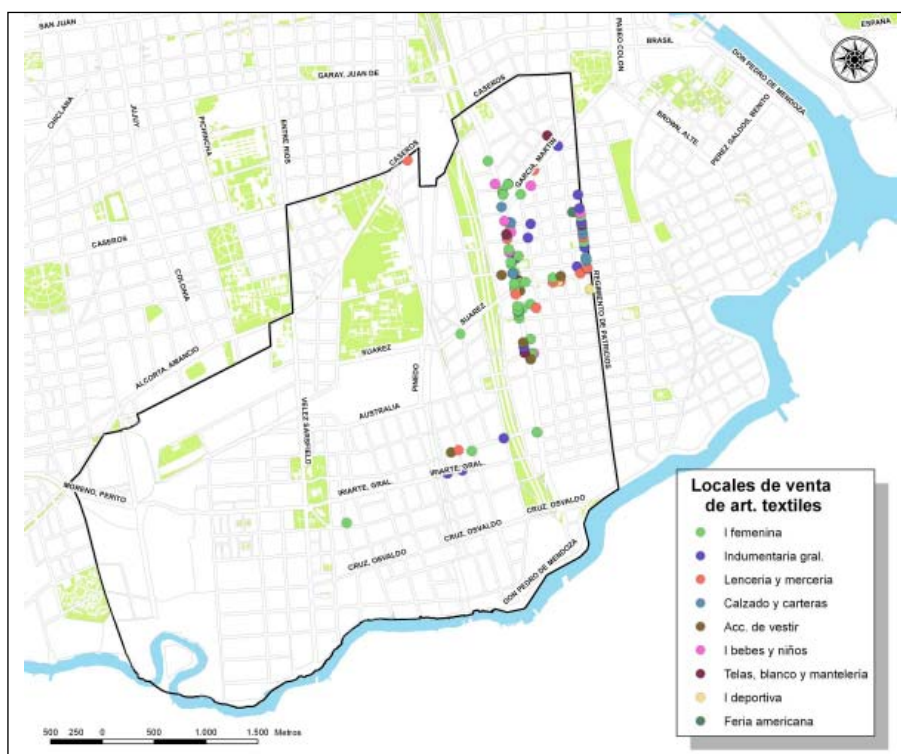 SAN JUAN
ESPAÑA
PASEO COLON
BRASIL
DON PEDRO DE MENDOZA
GARAY, JUAN DE
CASEROS
CHICLANA
JUJUY
PICHINCHA
ENTRE RIOS
BROWN, ALTE.
PEREZ GALDOS, BENITO
CASEROS
GARCIA, MARTIN
CASEROS
COLONIA
REGIMIENTO DE PATRICIOS
SUAREZ
SUAREZ
ALCORTA, AMANCIO
PINEDO
AUSTRALIA
VELEZ SARSFIELD
IRIARTE, GRAL.
MORENO, PERITO
IRIARTE, GRAL.
CRUZ, OSVALDO
CRUZ, OSVALDO
CRUZ, OSVALDO
DON PEDRO DE MENDOZA
Locales de venta
de art. textiles
I femenina
Indumentaria gral.
Lenceria y merceria
Calzado y carteras
Acc. de vestir
I bebes y niños
Telas, blanco y mantelería
I deportiva
Feria americana
500 250 0 500 1.000 1.500 Metros